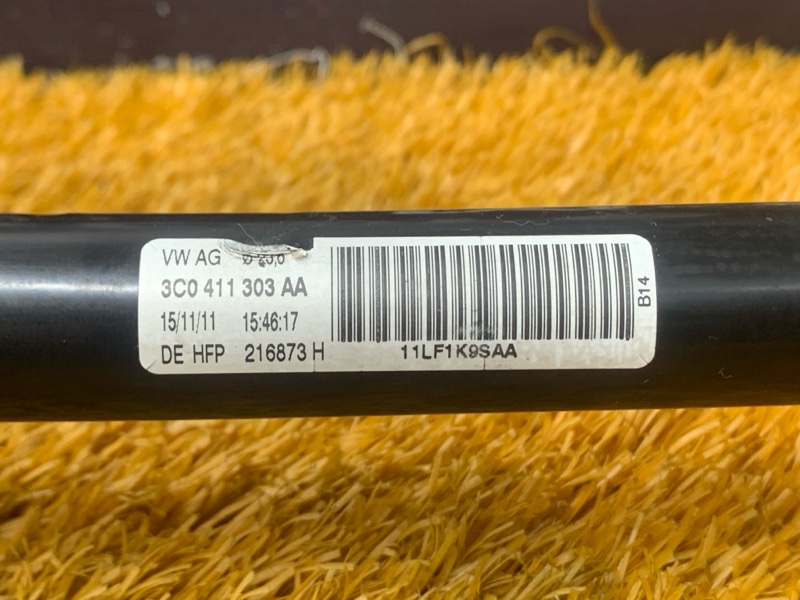 VW AG
3C0 411 303 AA
15/11/11 15:46:17
DE HFP 216873 H
11LF1K9SAA
B14